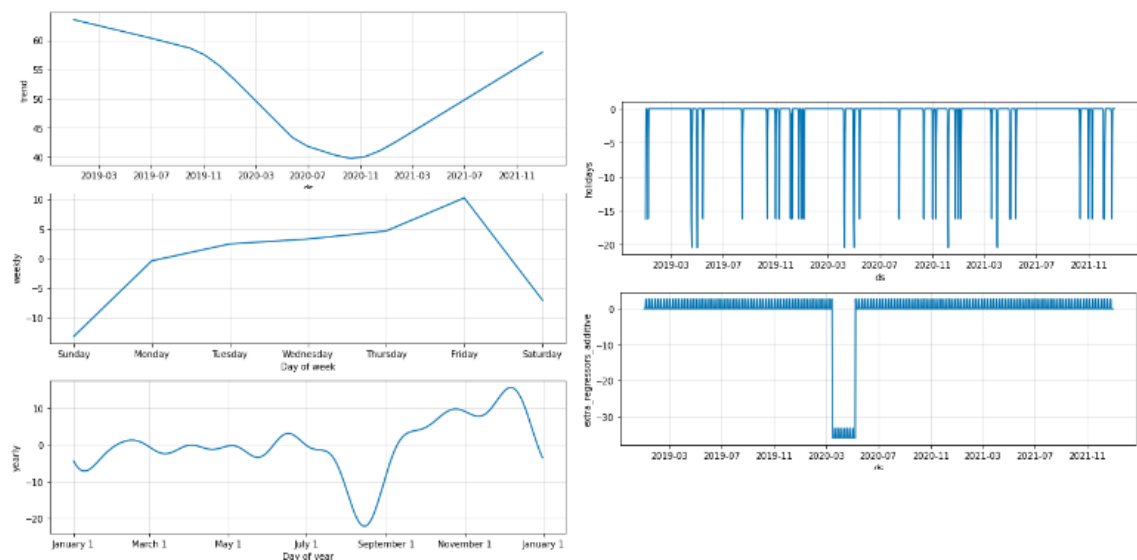 trend
60
55
50
45
40
2019-03 2019-07 2019-11 2020-03 2020-07 2020-11 2021-03 2021-07 2021-11
weekly
10
5
0
−5
−10
Sunday Monday Tuesday Wednesday Thursday Friday Saturday
Day of week
yearly
10
0
−10
−20
January 1 March 1 May 1 July 1 September 1 November 1 January 1
Day of year
holidays
0
−5
−10
−15
−20
2019-03 2019-07 2019-11 2020-03 2020-07 2020-11 2021-03 2021-07 2021-11
ds
extra_regressors_additive
0
−10
−20
−30
2019-03 2019-07 2019-11 2020-03 2020-07 2020-11 2021-03 2021-07 2021-11